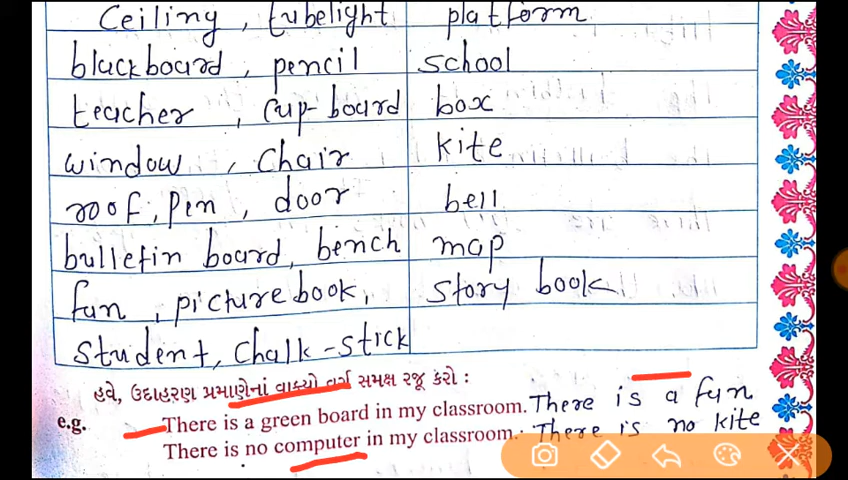 Ceiling, tubelight platform
blackboard, pencil school
teacher, cup-board box
window, chair kite
roof, pen, door bell
bulletin board, bench map
fan, picture book, story book
student, chalk-stick
હવે, ઉદાહરણ પ્રમાણેનાં વાક્યો વર્ગ સમક્ષ રજૂ કરો :
e.g. There is a green board in my classroom. There is a fan
There is no computer in my classroom. There is no kite